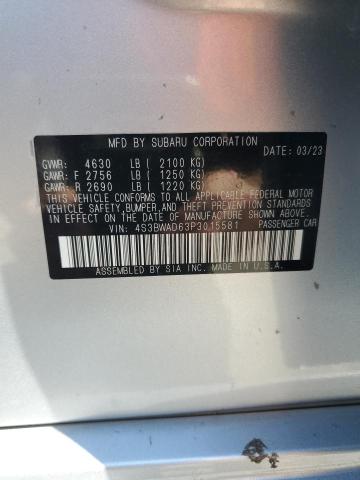 MFD BY SUBARU CORPORATION
GVWR: 4630 LB ( 2100 KG) DATE: 03/23
GAWR: F 2756 LB ( 1250 KG)
GAWR: R 2690 LB ( 1220 KG)
THIS VEHICLE CONFORMS TO ALL APPLICABLE FEDERAL MOTOR
VEHICLE SAFETY, BUMPER, AND THEFT PREVENTION STANDARDS
IN EFFECT ON THE DATE OF MANUFACTURE SHOWN ABOVE.
VIN: 4S3BWAD63P3015581 PASSENGER CAR
ASSEMBLED BY SIA INC. MADE IN U.S.A.